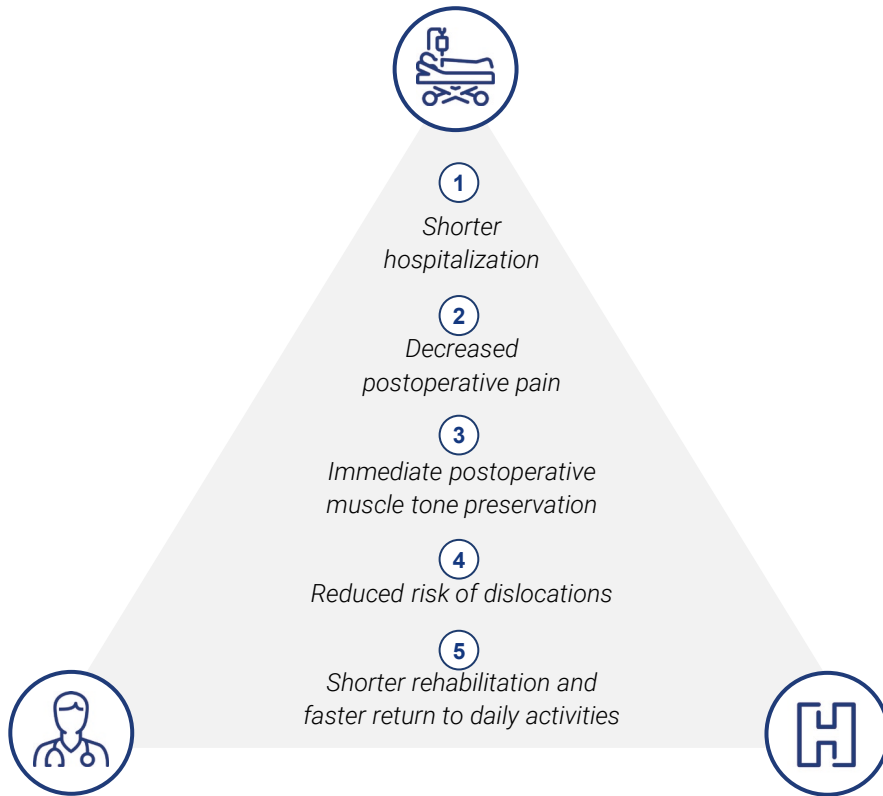 1
Shorter
hospitalization
2
Decreased
postoperative pain
3
Immediate postoperative
muscle tone preservation
4
Reduced risk of dislocations
5
Shorter rehabilitation and
faster return to daily activities
H